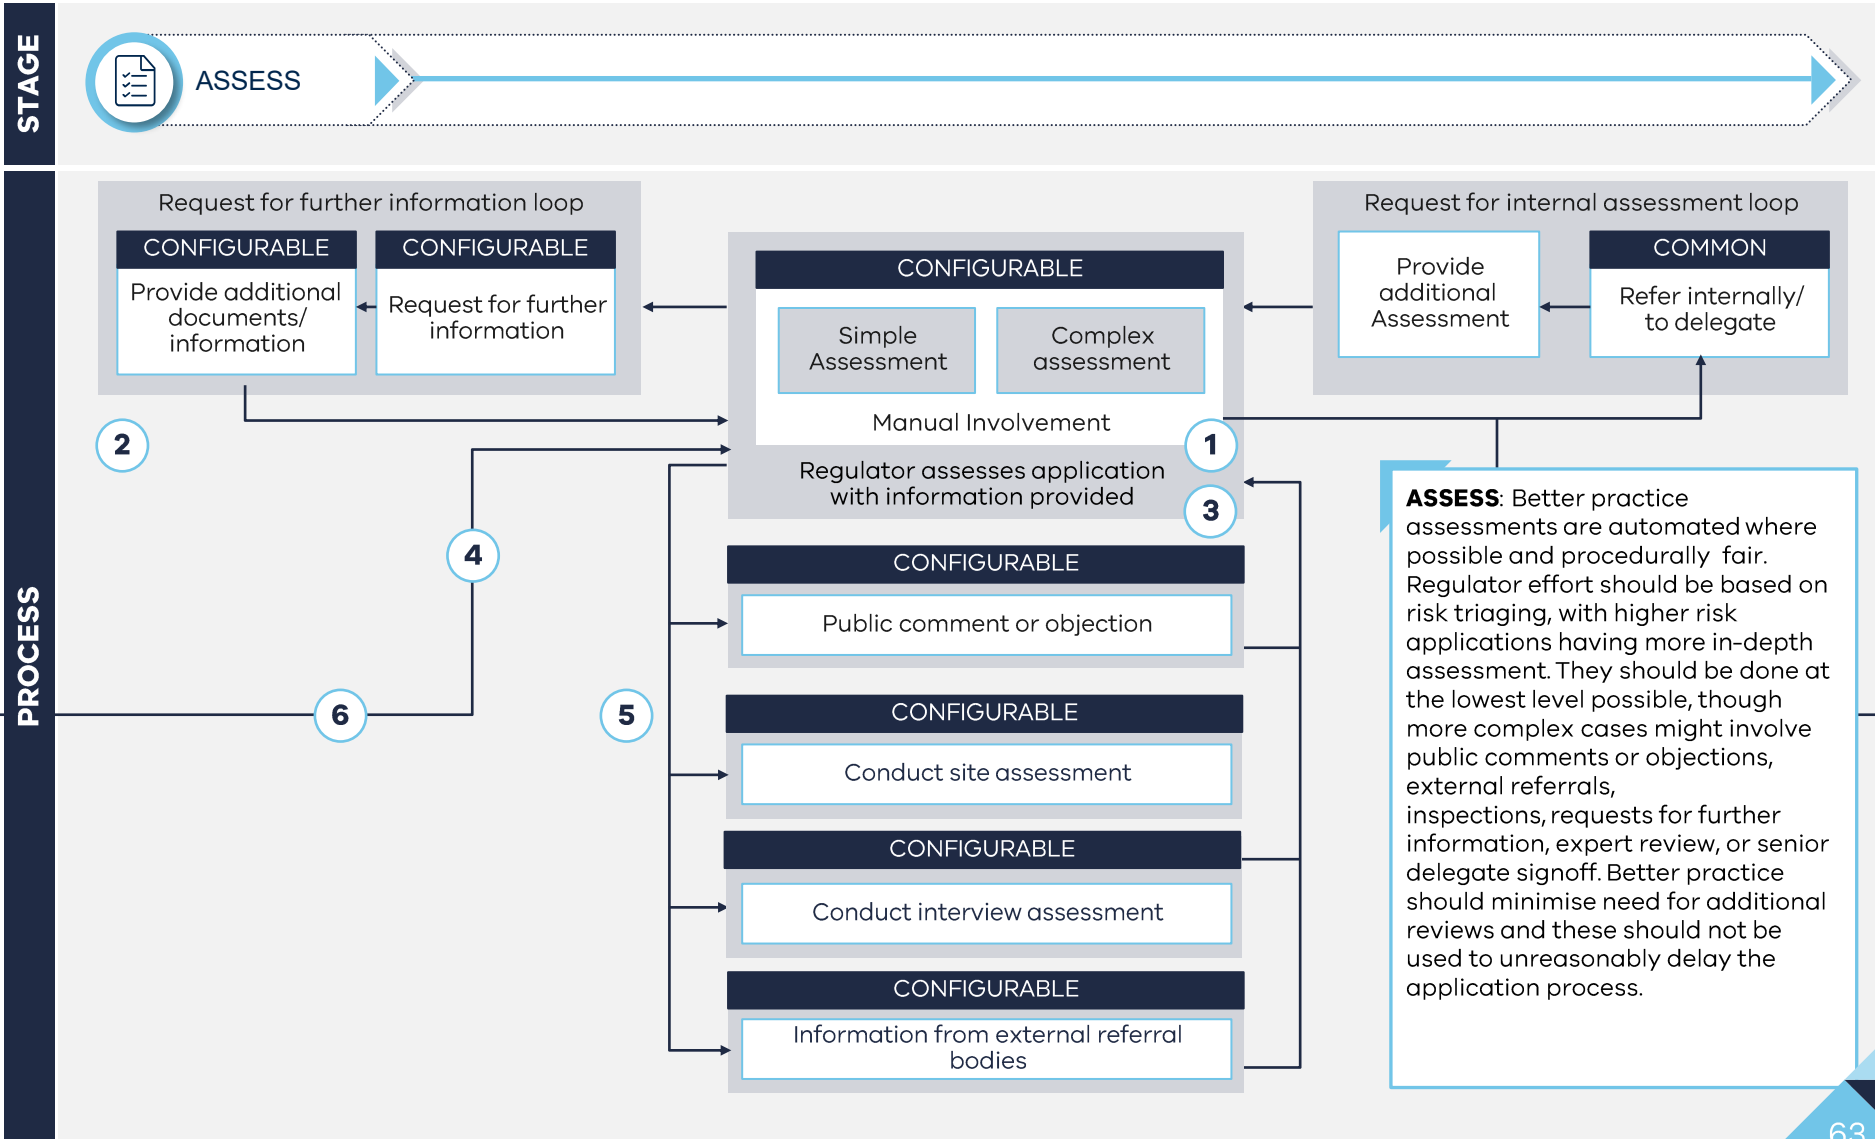 STAGE
ASSESS
PROCESS
Request for further information loop
CONFIGURABLE
Provide additional
documents/
information
CONFIGURABLE
Request for further
information
CONFIGURABLE
Simple
Assessment
Complex
assessment
Manual Involvement
Regulator assesses application
with information provided
Request for internal assessment loop
Provide
additional
Assessment
COMMON
Refer internally/
to delegate
1
2
3
4
5
6
CONFIGURABLE
Public comment or objection
CONFIGURABLE
Conduct site assessment
CONFIGURABLE
Conduct interview assessment
CONFIGURABLE
Information from external referral
bodies
ASSESS: Better practice
assessments are automated where
possible and procedurally fair.
Regulator effort should be based on
risk triaging, with higher risk
applications having more in-depth
assessment. They should be done at
the lowest level possible, though
more complex cases might involve
public comments or objections,
external referrals,
inspections, requests for further
information, expert review, or senior
delegate signoff. Better practice
should minimise need for additional
reviews and these should not be
used to unreasonably delay the
application process.
63